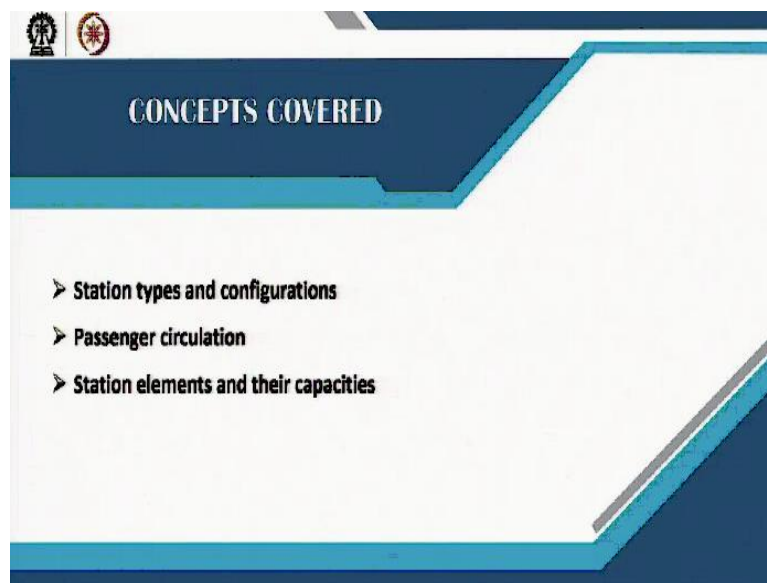 CONCEPTS COVERED
➤ Station types and configurations
➤ Passenger circulation
➤ Station elements and their capacities